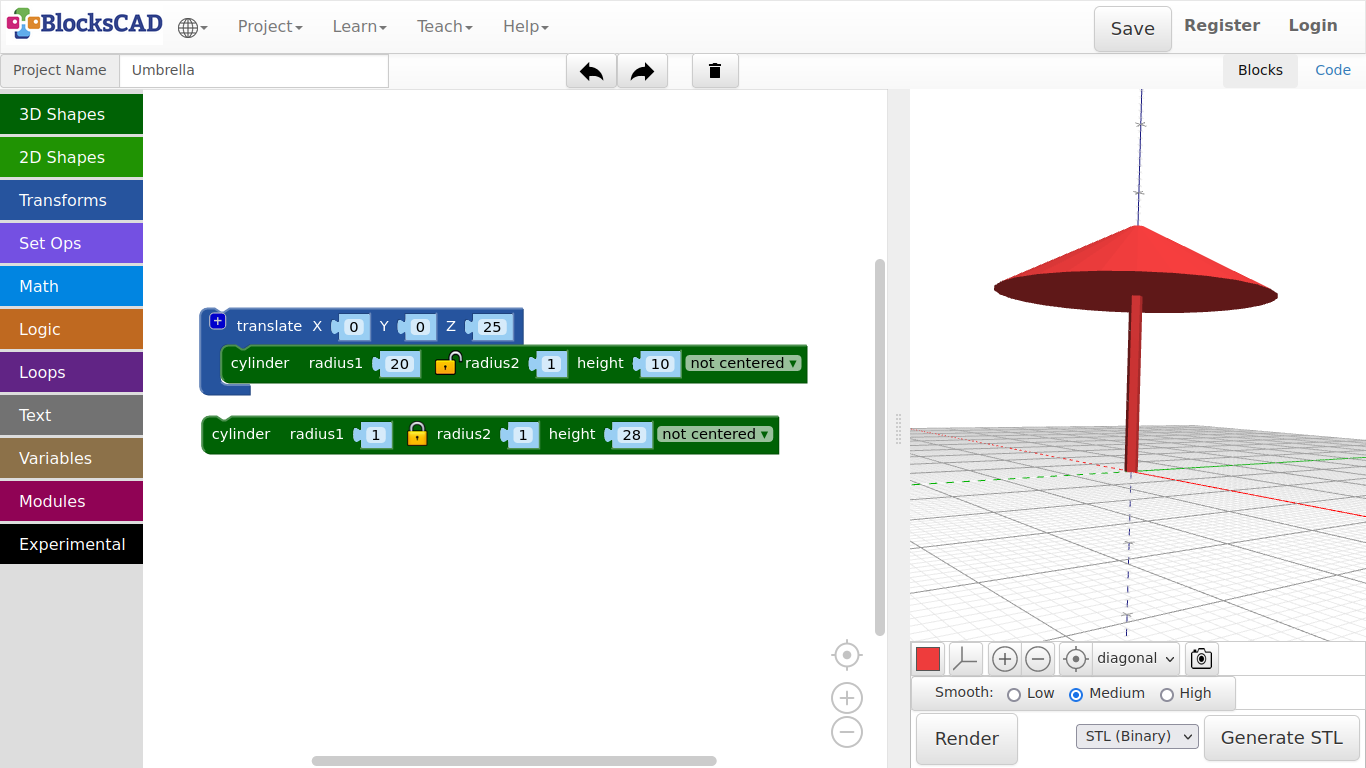 BlocksCAD
Project
Learn
Teach
Help
Save
Register
Login
Project Name
Umbrella
Blocks
Code
3D Shapes
2D Shapes
Transforms
Set Ops
Math
Logic
Loops
Text
Variables
Modules
Experimental
+ translate X 0 Y 0 Z 25
cylinder radius1 20 radius2 1 height 10 not centered ▾
cylinder radius1 1 radius2 1 height 28 not centered ▾
diagonal
Smooth: Low Medium High
Render
STL (Binary)
Generate STL